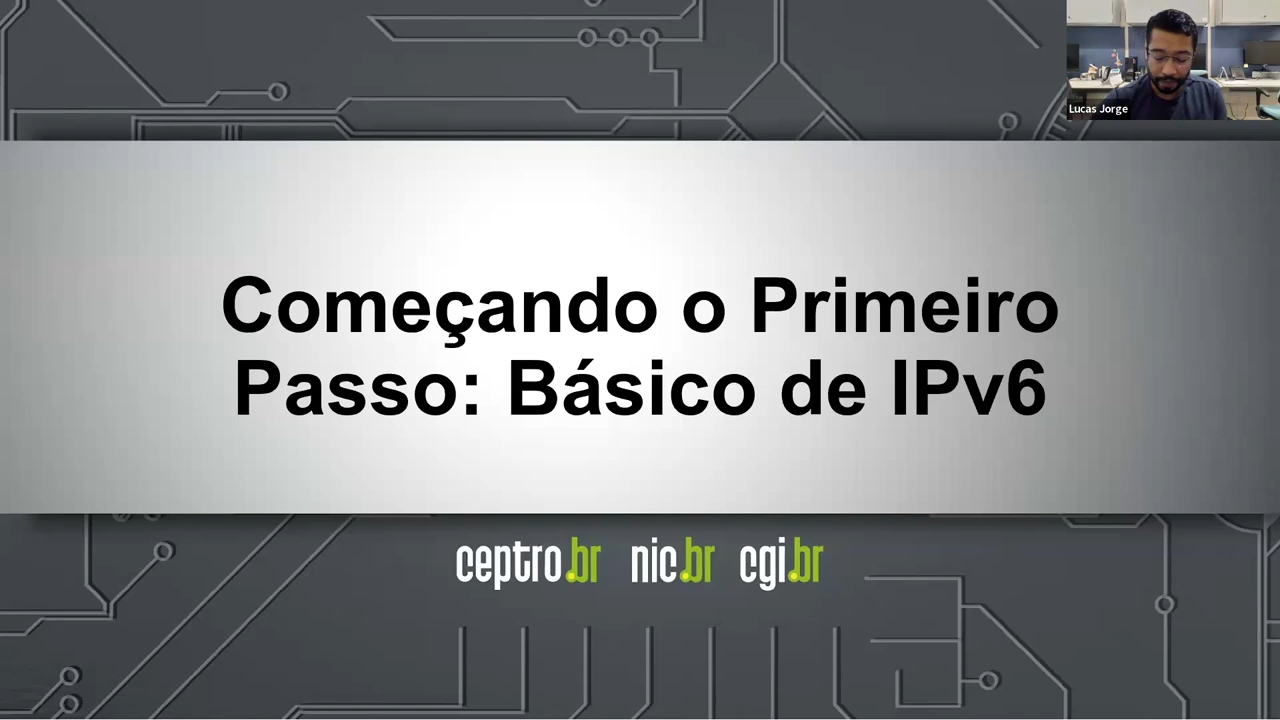 Lucas Jorge
Começando o Primeiro
Passo: Básico de IPv6
ceptro.br nic.br cgi.br